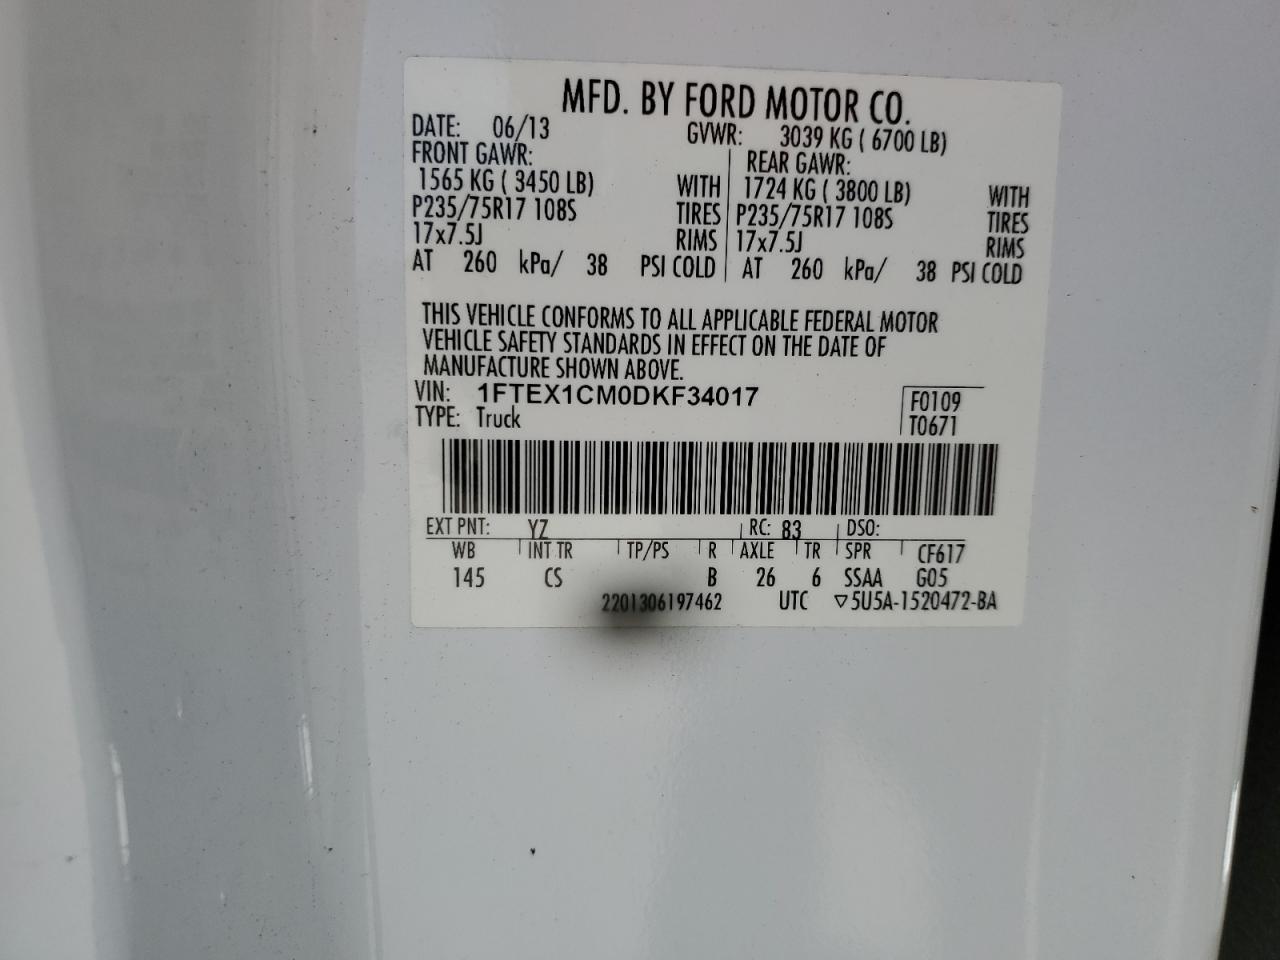 MFD. BY FORD MOTOR CO.
DATE: 06/13 GVWR: 3039 KG ( 6700 LB)
FRONT GAWR: REAR GAWR:
1565 KG ( 3450 LB) WITH 1724 KG ( 3800 LB) WITH
P235/75R17 108S TIRES P235/75R17 108S TIRES
17x7.5J RIMS 17x7.5J RIMS
AT 260 kPa/ 38 PSI COLD AT 260 kPa/ 38 PSI COLD
THIS VEHICLE CONFORMS TO ALL APPLICABLE FEDERAL MOTOR
VEHICLE SAFETY STANDARDS IN EFFECT ON THE DATE OF
MANUFACTURE SHOWN ABOVE.
VIN: 1FTEX1CM0DKF34017 F0109
TYPE: Truck T0671
EXT PNT: YZ RC: 83 DSO:
WB INT TR TP/PS R AXLE TR SPR CF617
145 CS B 26 6 SSAA G05
2201306197462 UTC ▽5U5A-1520472-BA